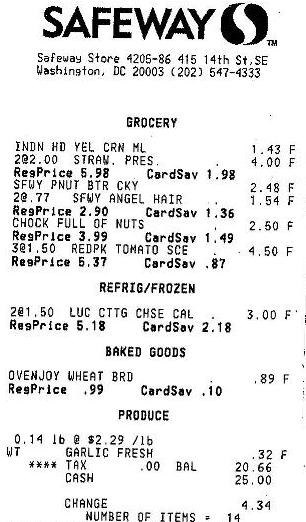 SAFEWAY TM
Safeway Store 4205-86 415 14th St,SE
Washington, DC 20003 (202) 547-4333
GROCERY
INDN HD YEL CRN ML 1.43 F
2@2.00 STRAW. PRES. . 4.00 F
RegPrice 5.98 CardSav 1.98
SFWY PNUT BTR CKY 2.48 F
2@.77 SFWY ANGEL HAIR . 1.54 F
RegPrice 2.90 CardSav 1.36
CHOCK FULL OF NUTS 2.50 F
RegPrice 3.99 CardSav 1.49
3@1.50 REDPK TOMATO SCE . 4.50 F
RegPrice 5.37 CardSav .87
REFRIG/FROZEN
2@1.50 LUC CTTG CHSE CAL . 3.00 F
RegPrice 5.18 CardSav 2.18
BAKED GOODS
OVENJOY WHEAT BRD .89 F
RegPrice .99 CardSav .10
PRODUCE
0.14 lb @ $2.29 /lb
WT GARLIC FRESH .32 F
**** TAX .00 BAL 20.66
CASH 25.00
CHANGE 4.34
NUMBER OF ITEMS = 14